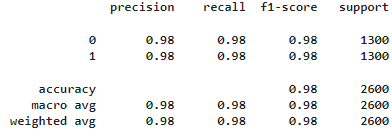 precision recall f1-score support
0 0.98 0.98 0.98 1300
1 0.98 0.98 0.98 1300
accuracy 0.98 2600
macro avg 0.98 0.98 0.98 2600
weighted avg 0.98 0.98 0.98 2600